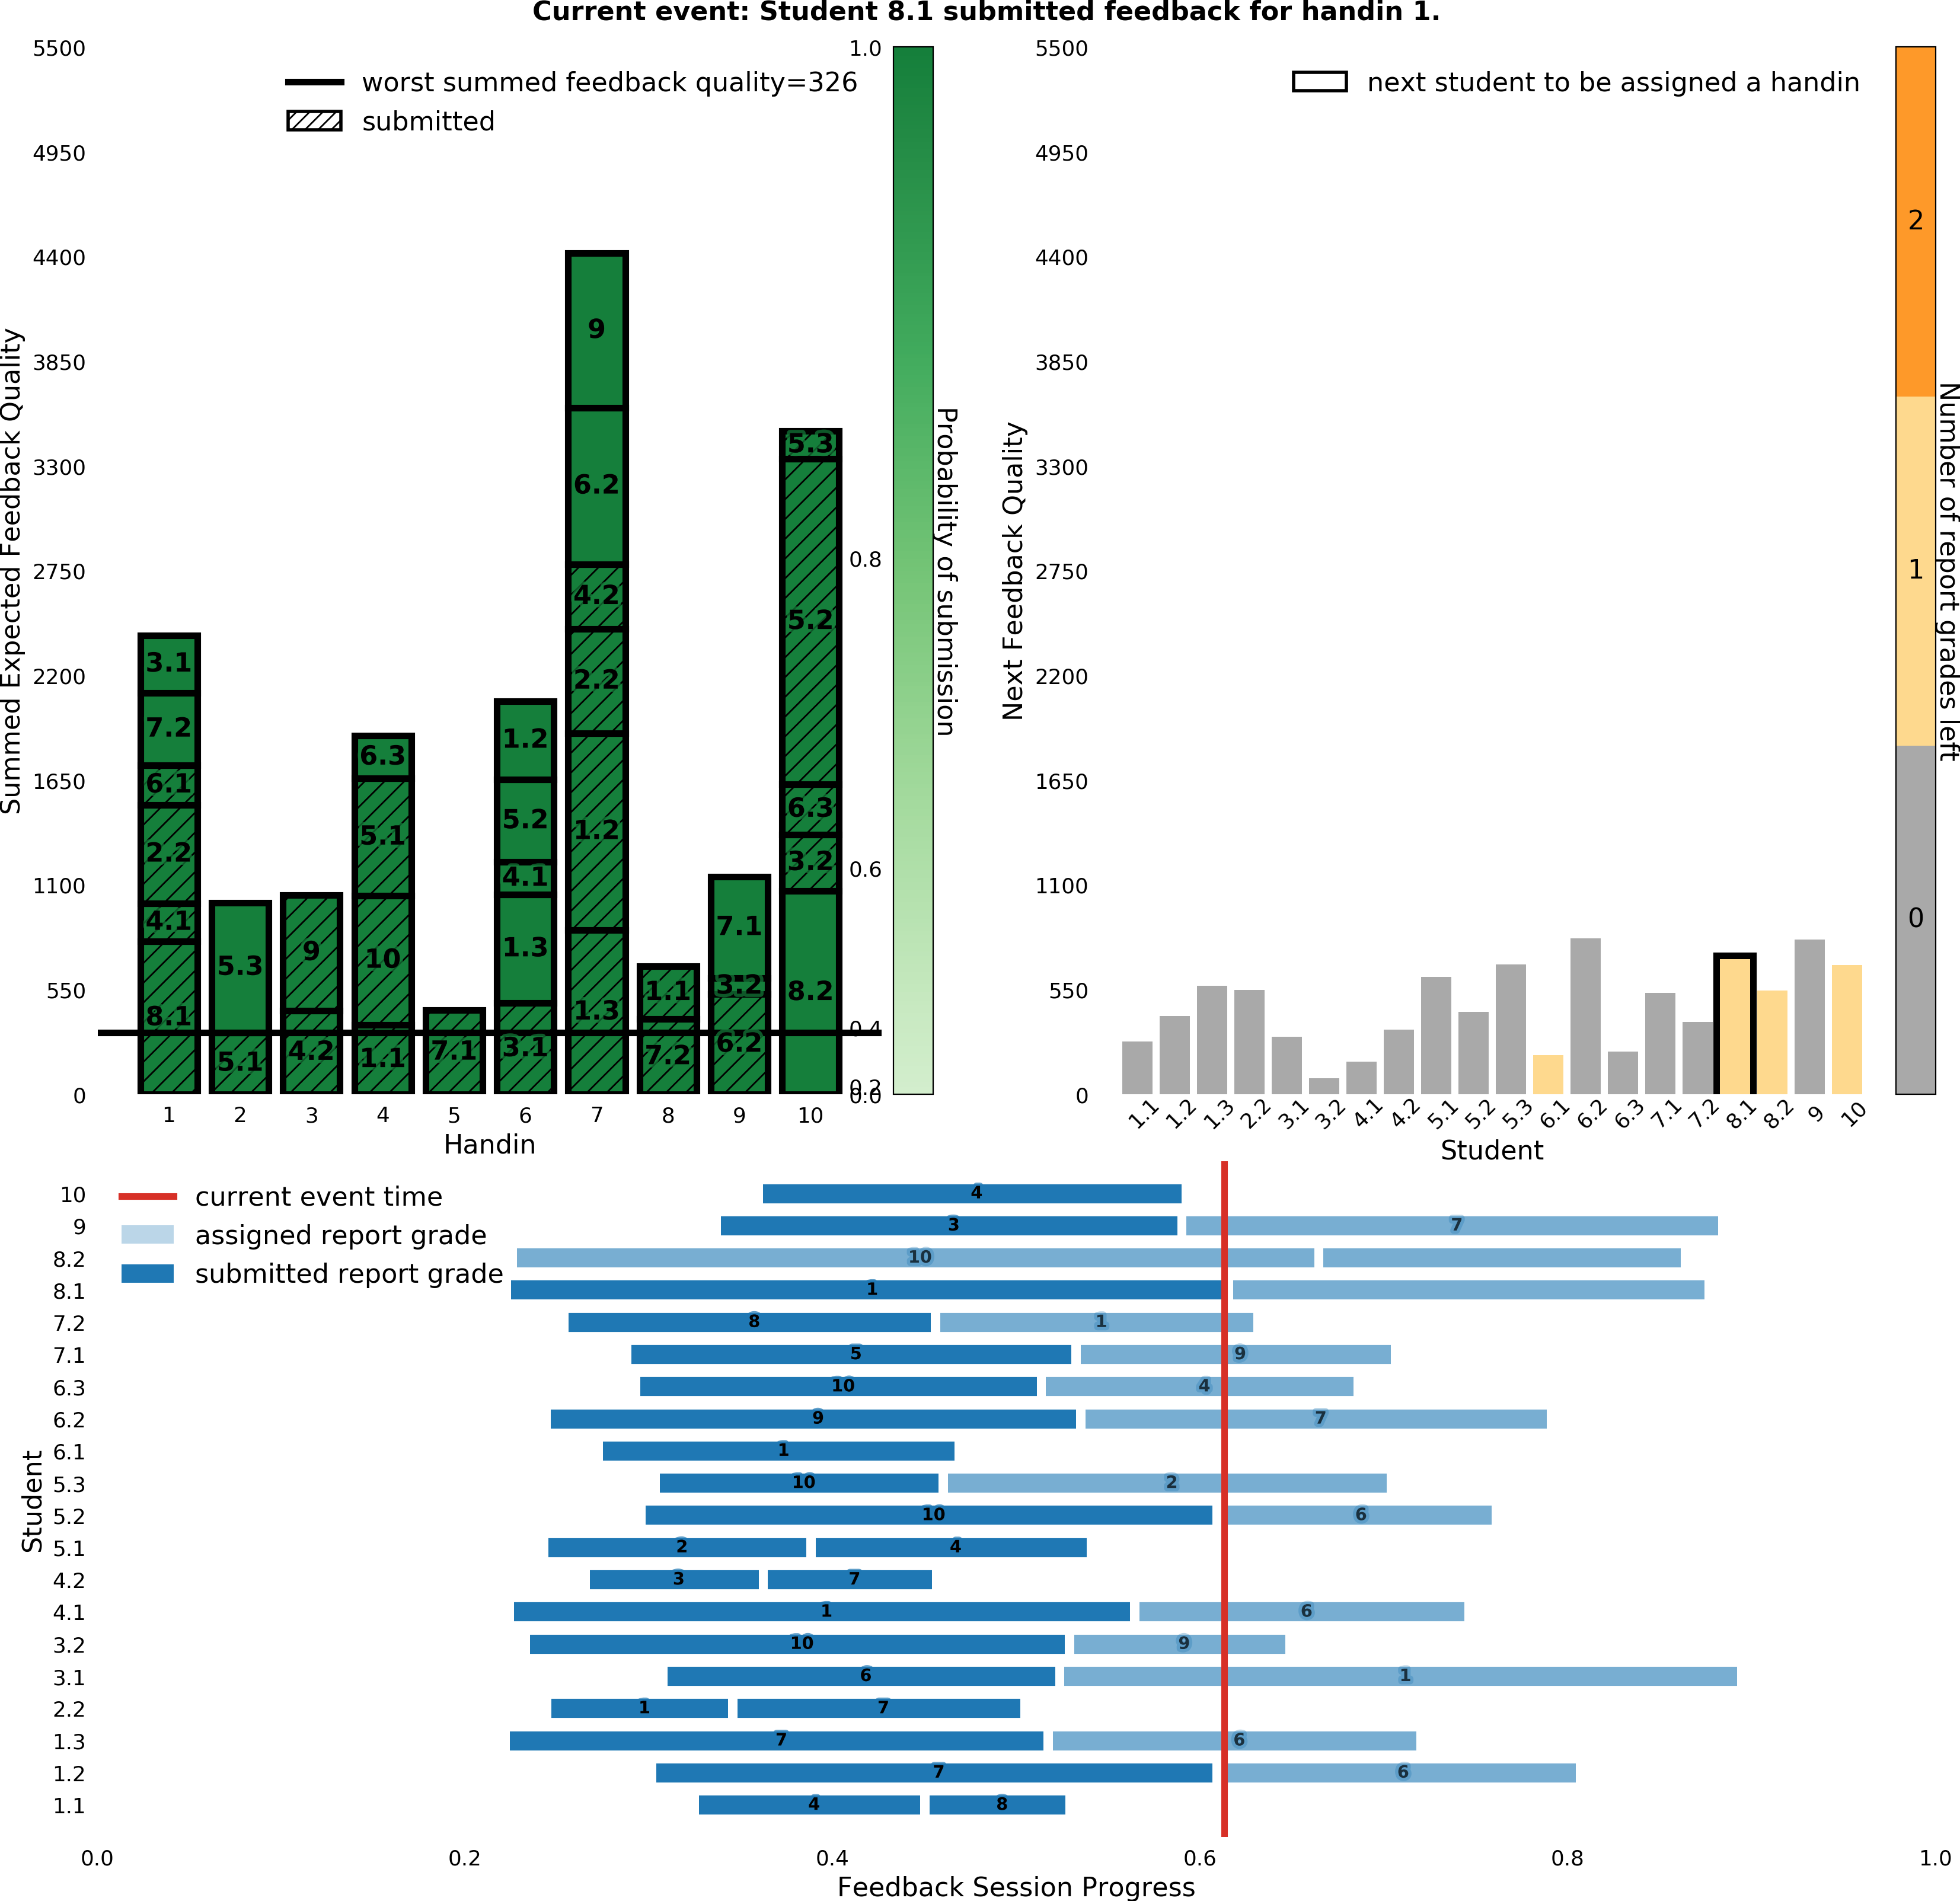 Current event: Student 8.1 submitted feedback for handin 1.
5500
4950
4400
3850
3300
2750
2200
1650
1100
550
0
Summed Expected Feedback Quality
worst summed feedback quality=326
submitted
3.1
7.2
6.1
2.2
4.1
8.1
5.3
5.1
9
4.2
6.3
5.1
10
1.1
7.1
1.2
5.2
4.1
1.3
3.1
9
6.2
4.2
2.2
1.2
1.3
1.1
7.2
7.1
3.2
6.2
5.3
5.2
6.3
3.2
8.2
1 2 3 4 5 6 7 8 9 10
Handin
1.0
0.8
0.6
0.4
0.2
0.0
Probability of submission
5500
4950
4400
3850
3300
2750
2200
1650
1100
550
0
Next Feedback Quality
next student to be assigned a handin
1.1 1.2 1.3 2.2 3.1 3.2 4.1 4.2 5.1 5.2 5.3 6.1 6.2 6.3 7.1 7.2 8.1 8.2 9 10
Student
2
1
0
Number of report grades left
current event time
assigned report grade
submitted report grade
Student
10 4
9 3 7
8.2 10
8.1 1
7.2 8 1
7.1 5 9
6.3 10 4
6.2 9 7
6.1 1
5.3 10 2
5.2 10 6
5.1 2 4
4.2 3 7
4.1 1 6
3.2 10 9
3.1 6 1
2.2 1 7
1.3 7 6
1.2 7 6
1.1 4 8
0.0 0.2 0.4 0.6 0.8 1.0
Feedback Session Progress